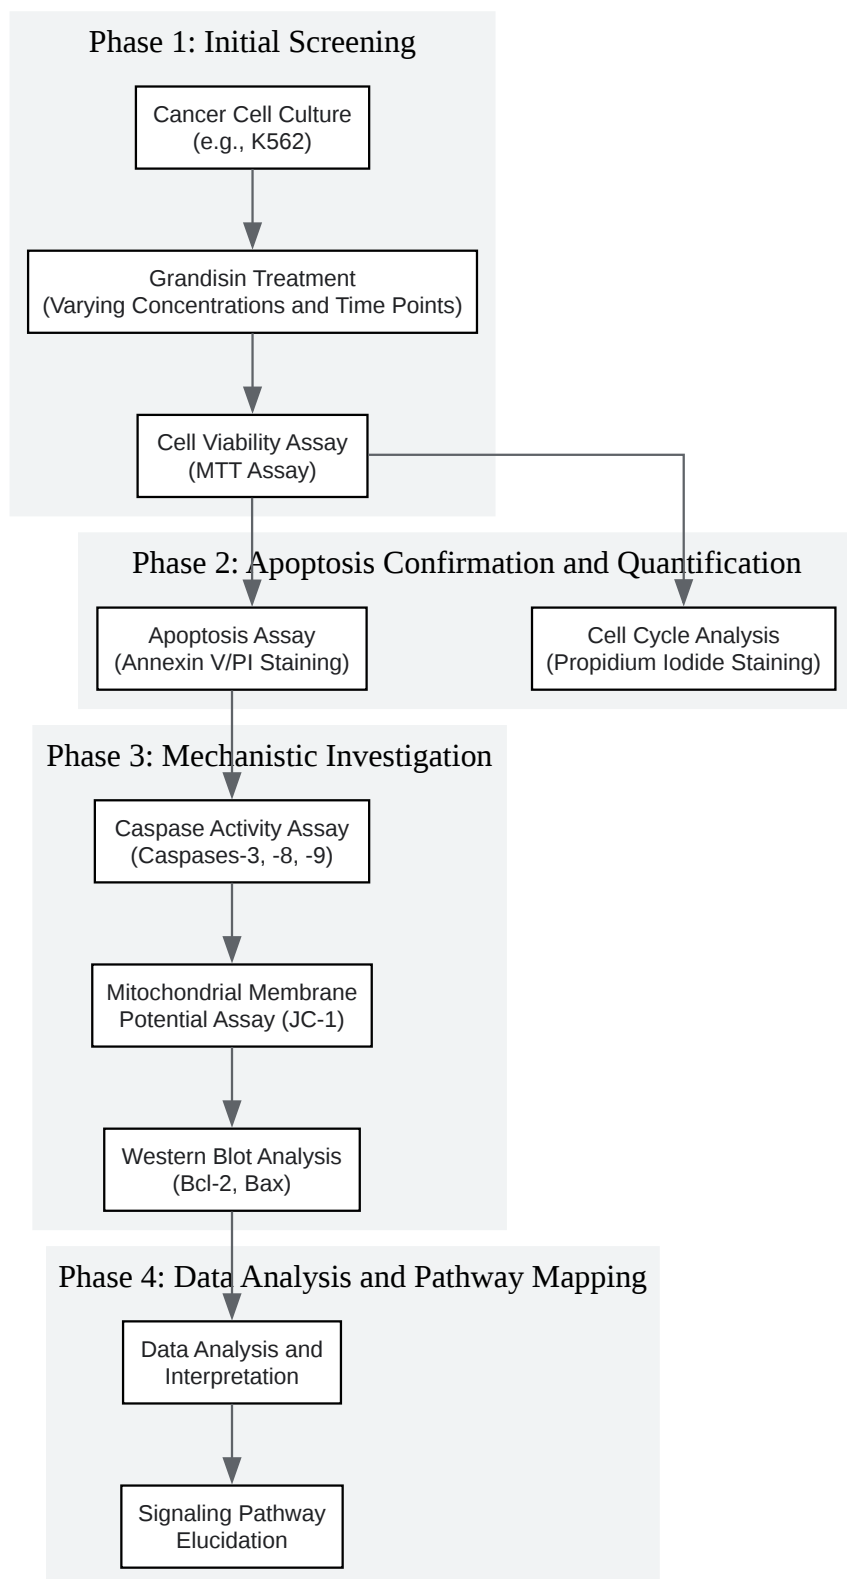 Phase 1: Initial Screening
Cancer Cell Culture
(e.g., K562)
Grandisin Treatment
(Varying Concentrations and Time Points)
Cell Viability Assay
(MTT Assay)
Phase 2: Apoptosis Confirmation and Quantification
Apoptosis Assay
(Annexin V/PI Staining)
Cell Cycle Analysis
(Propidium Iodide Staining)
Phase 3: Mechanistic Investigation
Caspase Activity Assay
(Caspases-3, -8, -9)
Mitochondrial Membrane
Potential Assay (JC-1)
Western Blot Analysis
(Bcl-2, Bax)
Phase 4: Data Analysis and Pathway Mapping
Data Analysis and
Interpretation
Signaling Pathway
Elucidation